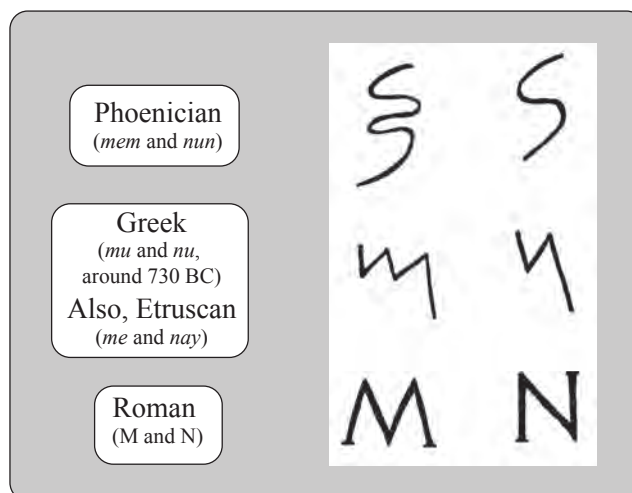 Phoenician
(mem and nun)
𐤌 𐤍
Greek
(mu and nu,
around 730 BC)
Also, Etruscan
(me and nay)
Μ Ν
Roman
(M and N)
M N